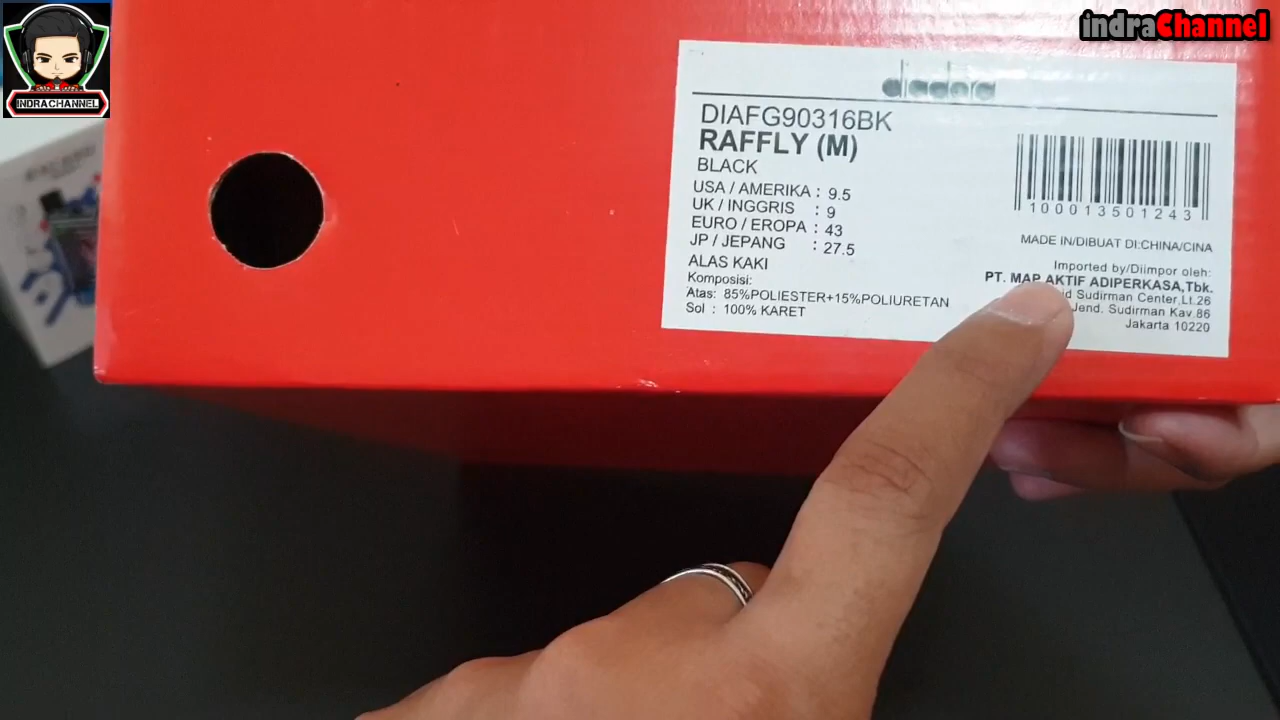 INDRA CHANNEL
indraChannel
diadora
DIAFG90316BK
RAFFLY (M)
BLACK
USA / AMERIKA : 9.5
UK / INGGRIS : 9
EURO / EROPA : 43
JP / JEPANG : 27.5
ALAS KAKI
Komposisi:
Atas: 85%POLIESTER+15%POLIURETAN
Sol : 100% KARET
100013501243
MADE IN/DIBUAT DI:CHINA/CINA
Imported by/Diimpor oleh:
PT. MAP AKTIF ADIPERKASA,Tbk.
Sudirman Center,Lt.26
Jend. Sudirman Kav.86
Jakarta 10220